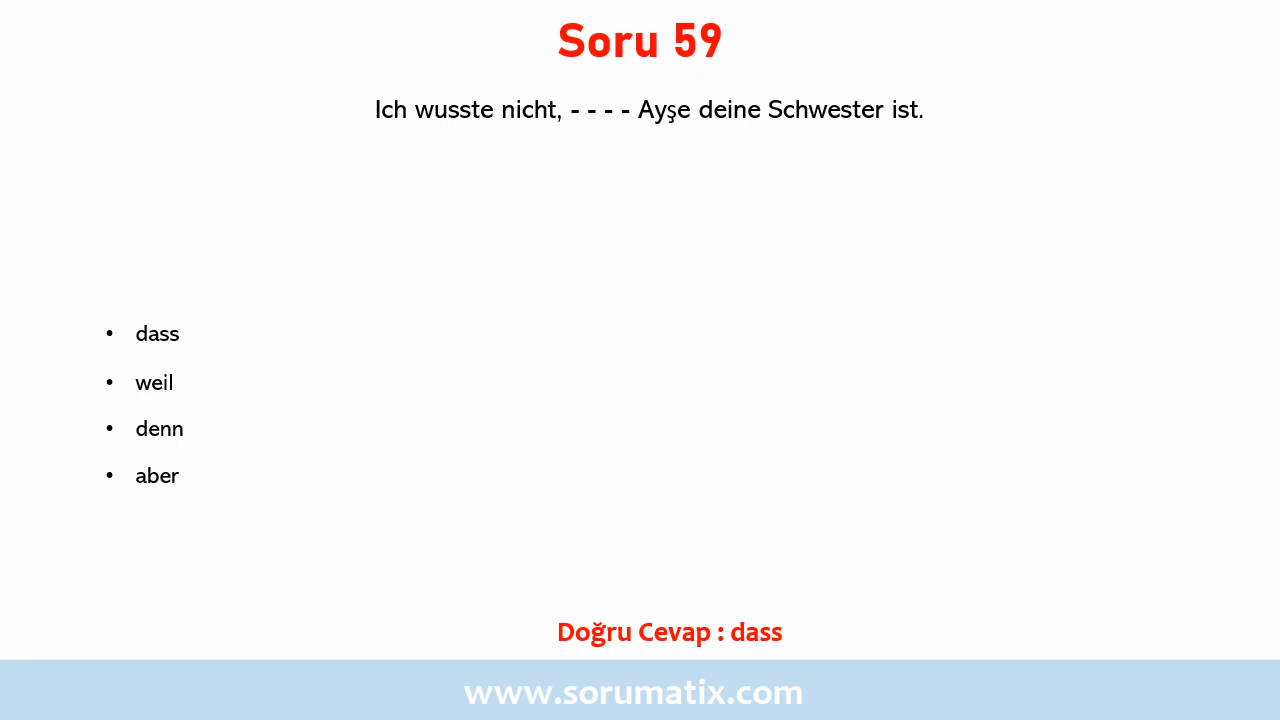 Soru 59
Ich wusste nicht, - - - - Ayşe deine Schwester ist.
• dass
• weil
• denn
• aber
Doğru Cevap : dass
www.sorumatix.com